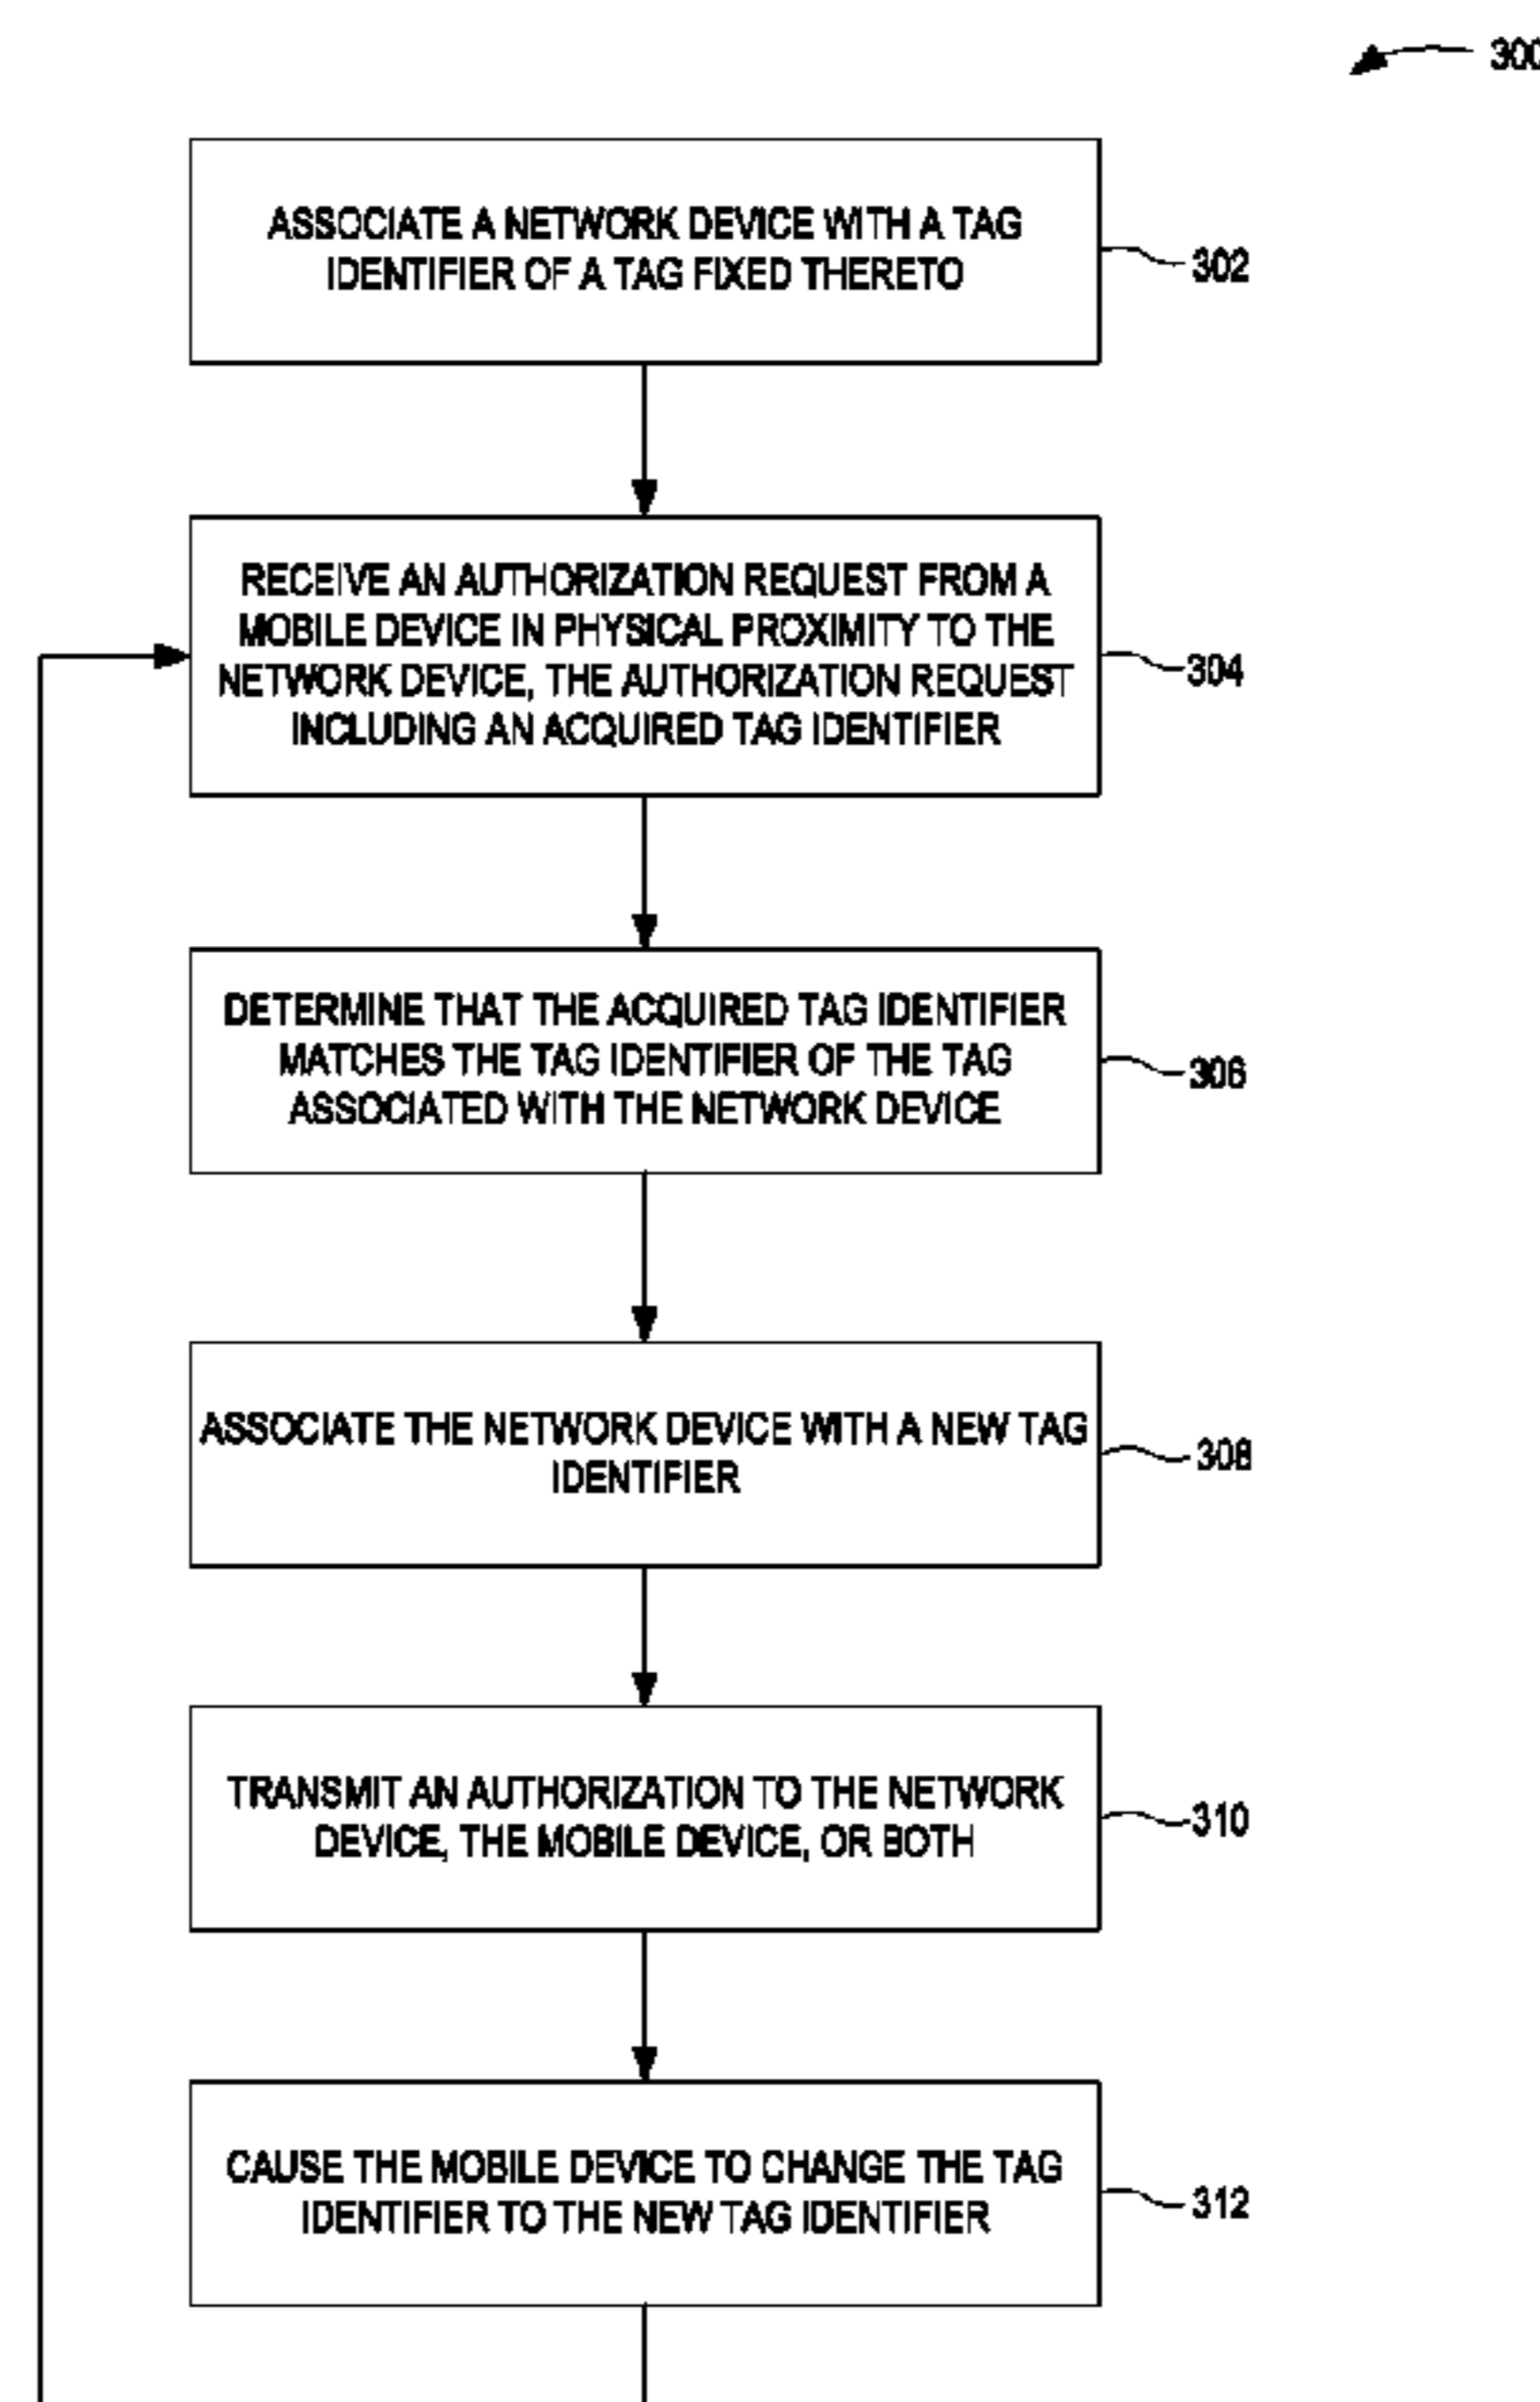 300
ASSOCIATE A NETWORK DEVICE WITH A TAG
IDENTIFIER OF A TAG FIXED THERETO
302
RECEIVE AN AUTHORIZATION REQUEST FROM A
MOBILE DEVICE IN PHYSICAL PROXIMITY TO THE
NETWORK DEVICE, THE AUTHORIZATION REQUEST
INCLUDING AN ACQUIRED TAG IDENTIFIER
304
DETERMINE THAT THE ACQUIRED TAG IDENTIFIER
MATCHES THE TAG IDENTIFIER OF THE TAG
ASSOCIATED WITH THE NETWORK DEVICE
306
ASSOCIATE THE NETWORK DEVICE WITH A NEW TAG
IDENTIFIER
308
TRANSMIT AN AUTHORIZATION TO THE NETWORK
DEVICE, THE MOBILE DEVICE, OR BOTH
310
CAUSE THE MOBILE DEVICE TO CHANGE THE TAG
IDENTIFIER TO THE NEW TAG IDENTIFIER
312